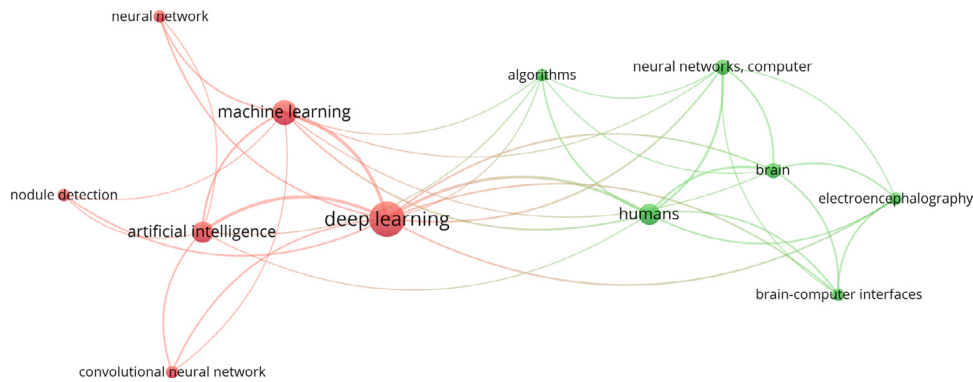 neural network
algorithms
neural networks, computer
machine learning
brain
nodule detection
electroencephalography
deep learning
humans
artificial intelligence
brain-computer interfaces
convolutional neural network